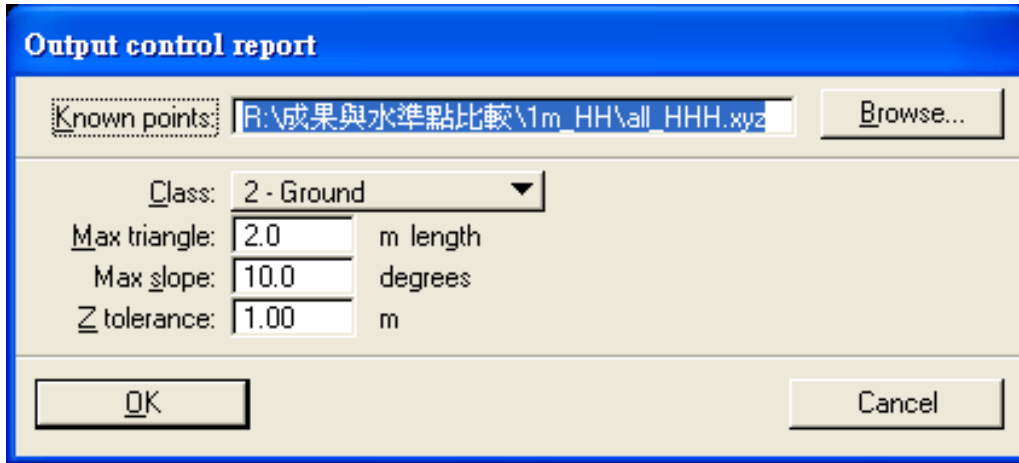 Output control report
Known points: R:\成果與水準點比較\1m_HH\all_HHH.xyz Browse...
Class: 2 - Ground
Max triangle: 2.0 m length
Max slope: 10.0 degrees
Z tolerance: 1.00 m
OK Cancel